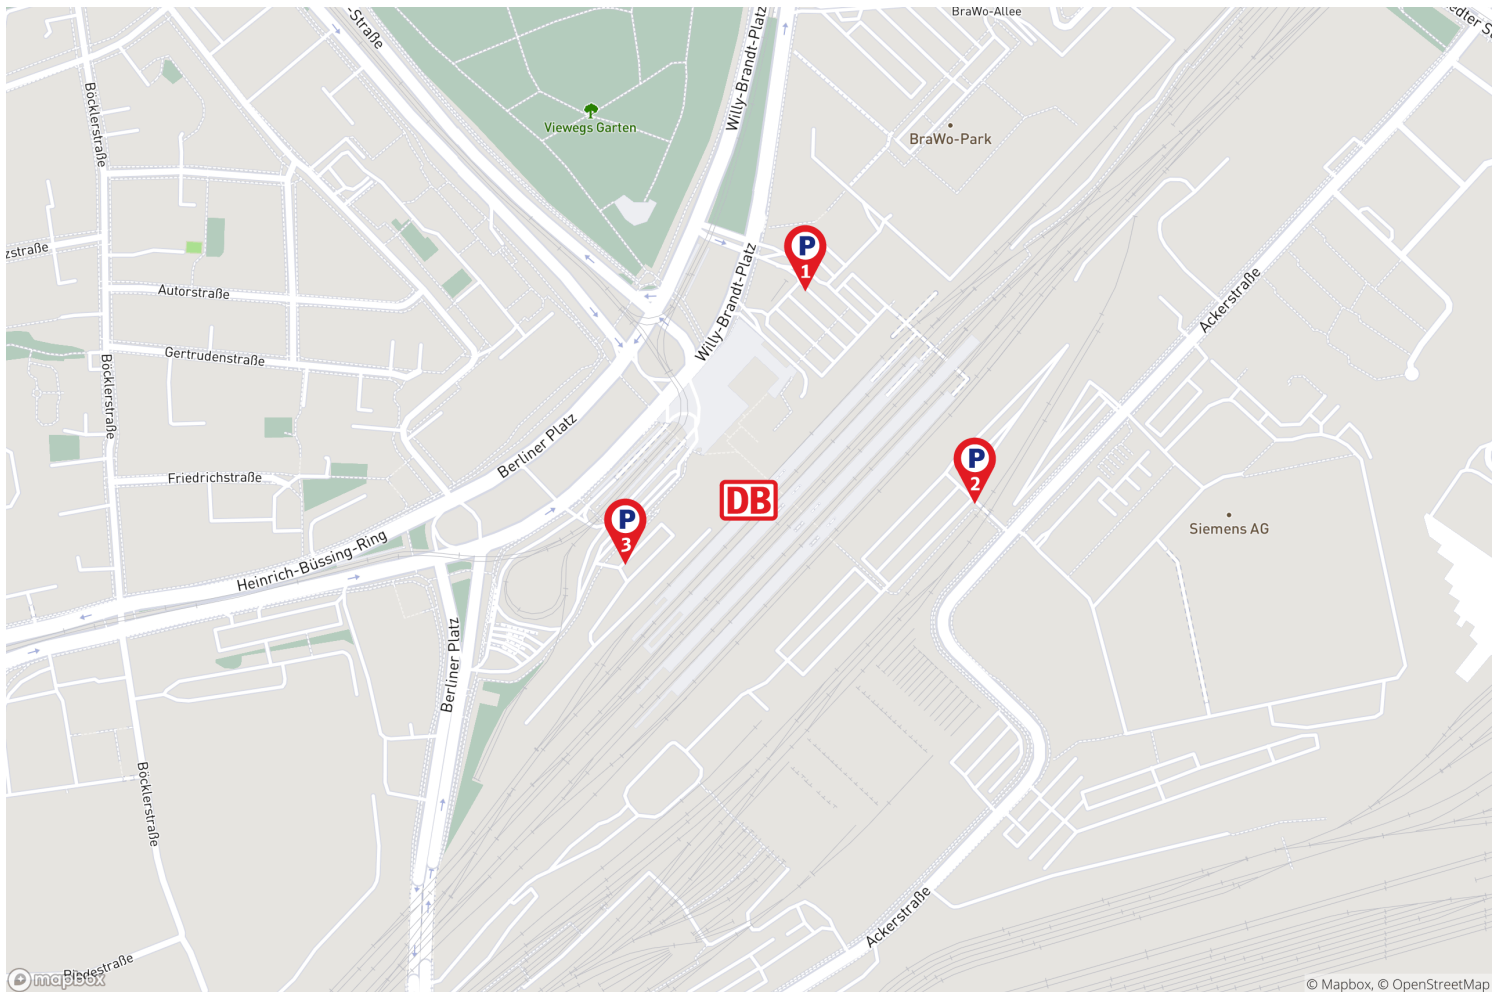 BraWo-Allee
-Straße
edler S
Willy-Brandt-Platz
Böcklerstraße
Viewegs Garten
BraWo-Park
zstraße
P
1
Autorstraße
Willy-Brandt-Platz
Ackerstraße
Gertrudenstraße
Böcklerstraße
Berliner Platz
P
2
Friedrichstraße
DB
P
3
Siemens AG
Heinrich-Büssing-Ring
Berliner Platz
Böcklerstraße
Ackerstraße
Riedestraße
mapbox
© Mapbox, © OpenStreetMap